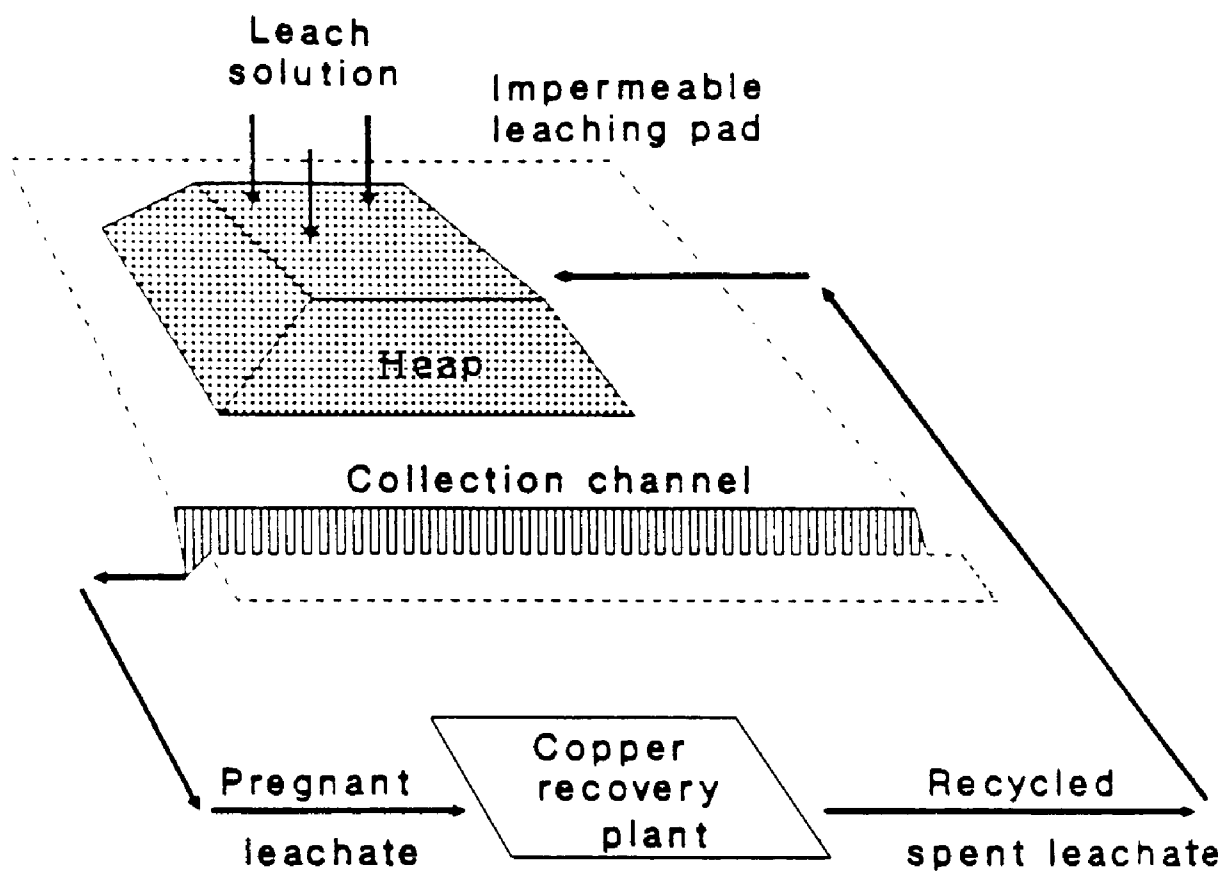 Leach
solution
Impermeable
leaching pad
Heap
Collection channel
Copper
recovery
plant
Pregnant
leachate
Recycled
spent leachate